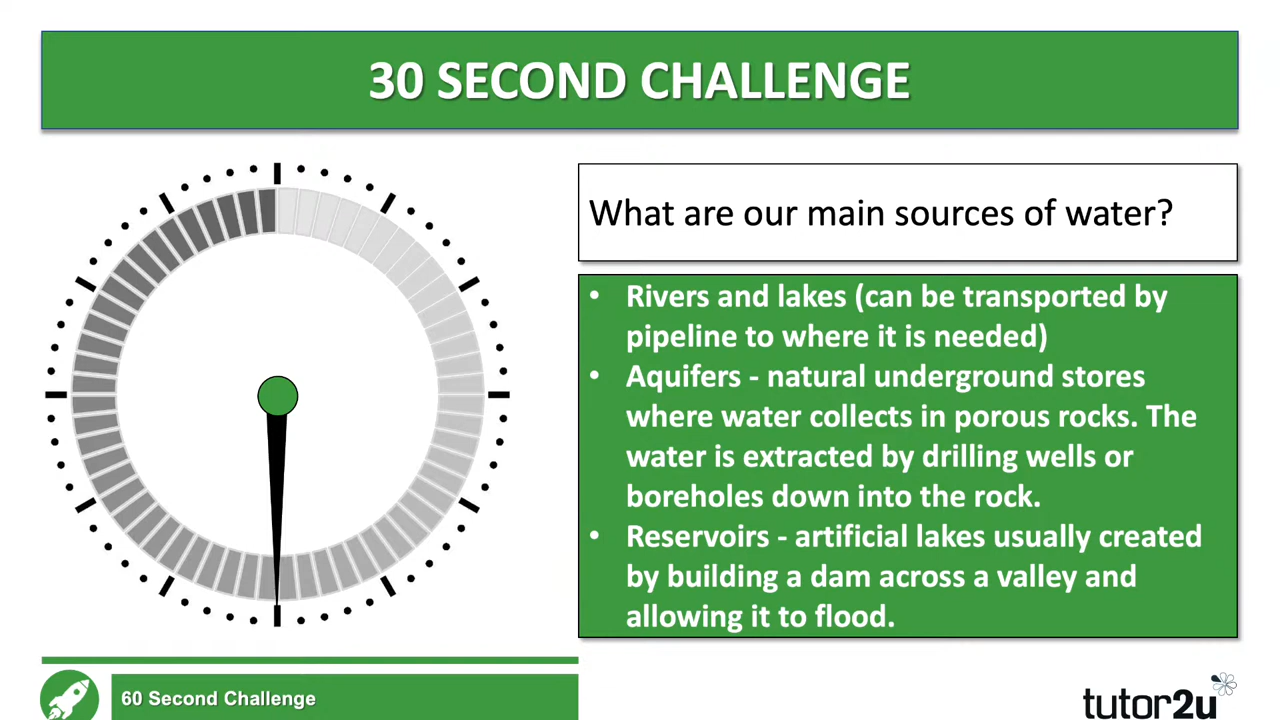 30 SECOND CHALLENGE
What are our main sources of water?
• Rivers and lakes (can be transported by
pipeline to where it is needed)
• Aquifers - natural underground stores
where water collects in porous rocks. The
water is extracted by drilling wells or
boreholes down into the rock.
• Reservoirs - artificial lakes usually created
by building a dam across a valley and
allowing it to flood.
60 Second Challenge
tutor2u